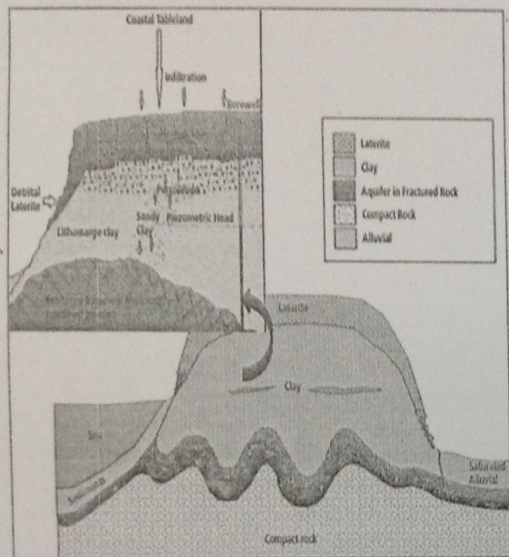 Coastal Tableland
Infiltration
Borewell
Detrital
Laterite
Sandy
Piezometric Head
Lithomarge clay
Clay
Laterite
Clay
Aquifer in Fractured Rock
Compact Rock
Alluvial
Laterite
Clay
Sea
Sediments
Saturated
Alluvial
Compact rock